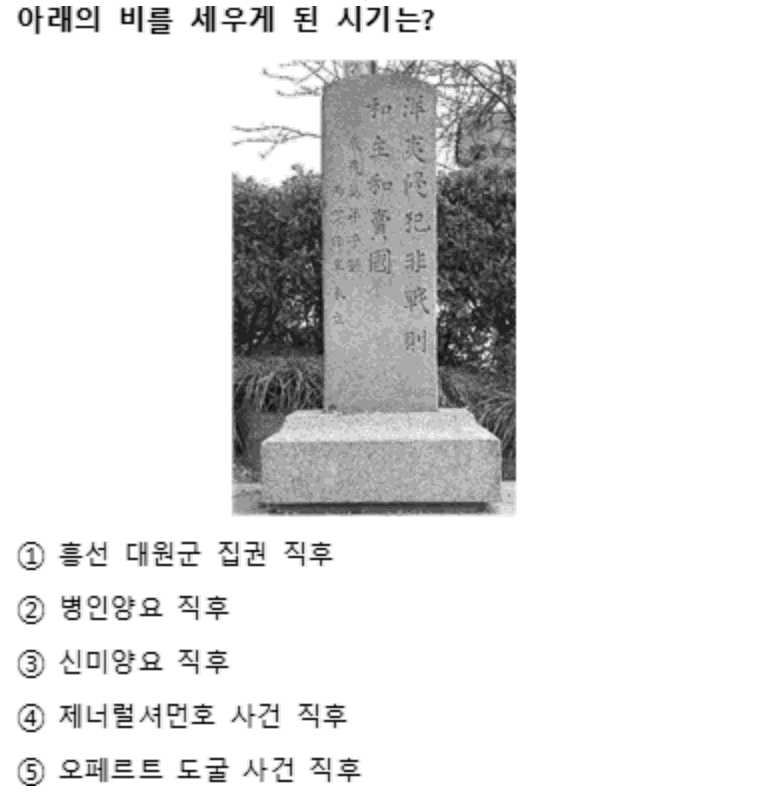 아래의 비를 세우게 된 시기는?
洋夷侵犯非戰則
和主和賣國
① 흥선 대원군 집권 직후
② 병인양요 직후
③ 신미양요 직후
④ 제너럴셔먼호 사건 직후
⑤ 오페르트 도굴 사건 직후